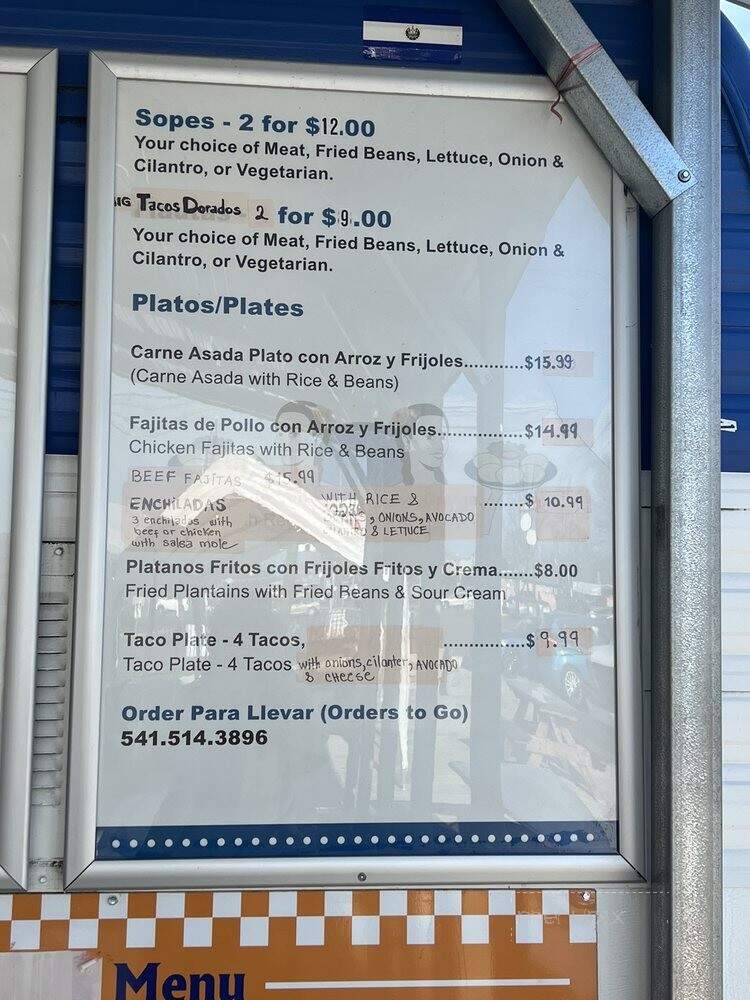 Sopes - 2 for $12.00
Your choice of Meat, Fried Beans, Lettuce, Onion &
Cilantro, or Vegetarian.
Tacos Dorados 2 for $9.00
Your choice of Meat, Fried Beans, Lettuce, Onion &
Cilantro, or Vegetarian.
Platos/Plates
Carne Asada Plato con Arroz y Frijoles............$15.99
(Carne Asada with Rice & Beans)
Fajitas de Pollo con Arroz y Frijoles.................$14.99
Chicken Fajitas with Rice & Beans
BEEF FAJITAS $15.99
ENCHILADAS WITH RICE & ........$ 10.99
3 enchiladas with , ONIONS, AVOCADO
beef or chicken & LETTUCE
with salsa mole
Platanos Fritos con Frijoles Fritos y Crema.......$8.00
Fried Plantains with Fried Beans & Sour Cream
Taco Plate - 4 Tacos, .................$ 9.99
Taco Plate - 4 Tacos with onions, cilanter, AVOCADO
& CHEESE
Order Para Llevar (Orders to Go)
541.514.3896
Menu